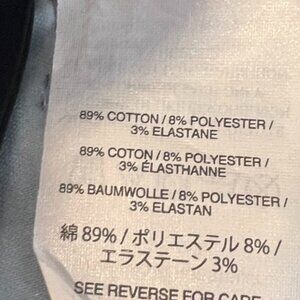 89% COTTON / 8% POLYESTER /
3% ELASTANE
89% COTON / 8% POLYESTER /
3% ÉLASTHANNE
89% BAUMWOLLE / 8% POLYESTER /
3% ELASTAN
綿 89% / ポリエステル 8% /
エラステーン 3%
SEE REVERSE FOR CARE